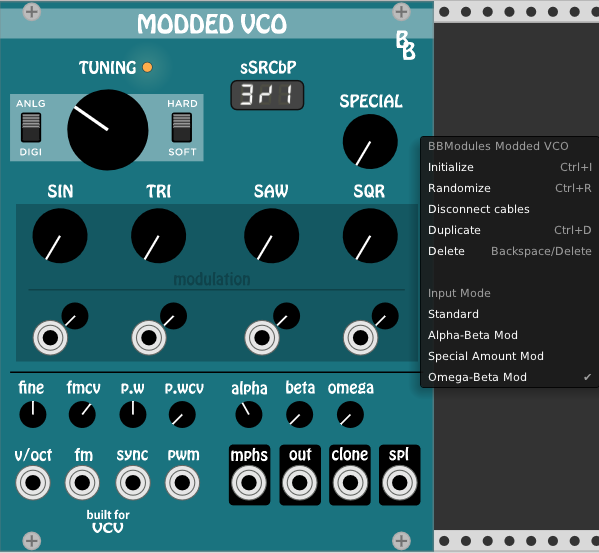 MODDED VCO
BB
TUNING
sSRCbP
3r1
ANLG
HARD
SPECIAL
DIGI
SOFT
SIN TRI SAW SQR
modulation
fine fmcv p.w p.wcv alpha beta omega
v/oct fm sync pwm mphs out clone spl
built for
VCV
BBModules Modded VCO
Initialize Ctrl+I
Randomize Ctrl+R
Disconnect cables
Duplicate Ctrl+D
Delete Backspace/Delete
Input Mode
Standard
Alpha-Beta Mod
Special Amount Mod
Omega-Beta Mod ✔